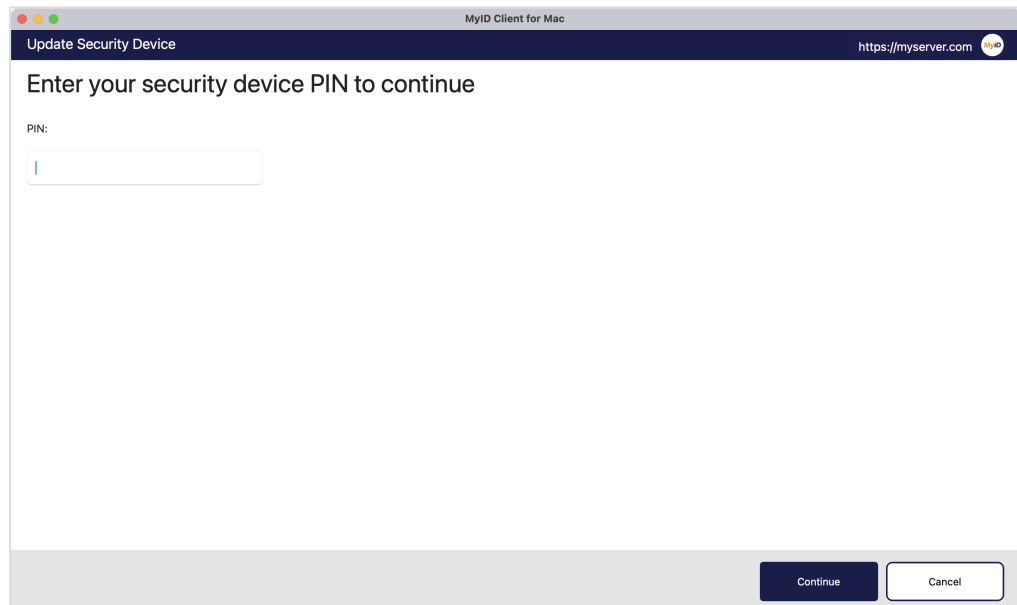 MyID Client for Mac
Update Security Device
https://myserver.com
MyID
Enter your security device PIN to continue
PIN:
Continue
Cancel